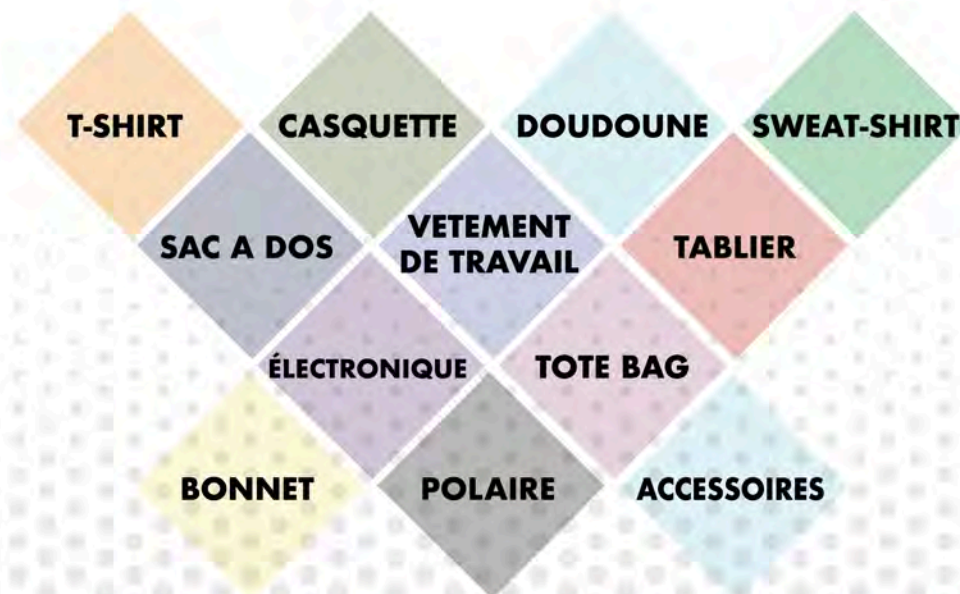 T-SHIRT
CASQUETTE
DOUDOUNE
SWEAT-SHIRT
SAC A DOS
VETEMENT
DE TRAVAIL
TABLIER
ÉLECTRONIQUE
TOTE BAG
BONNET
POLAIRE
ACCESSOIRES